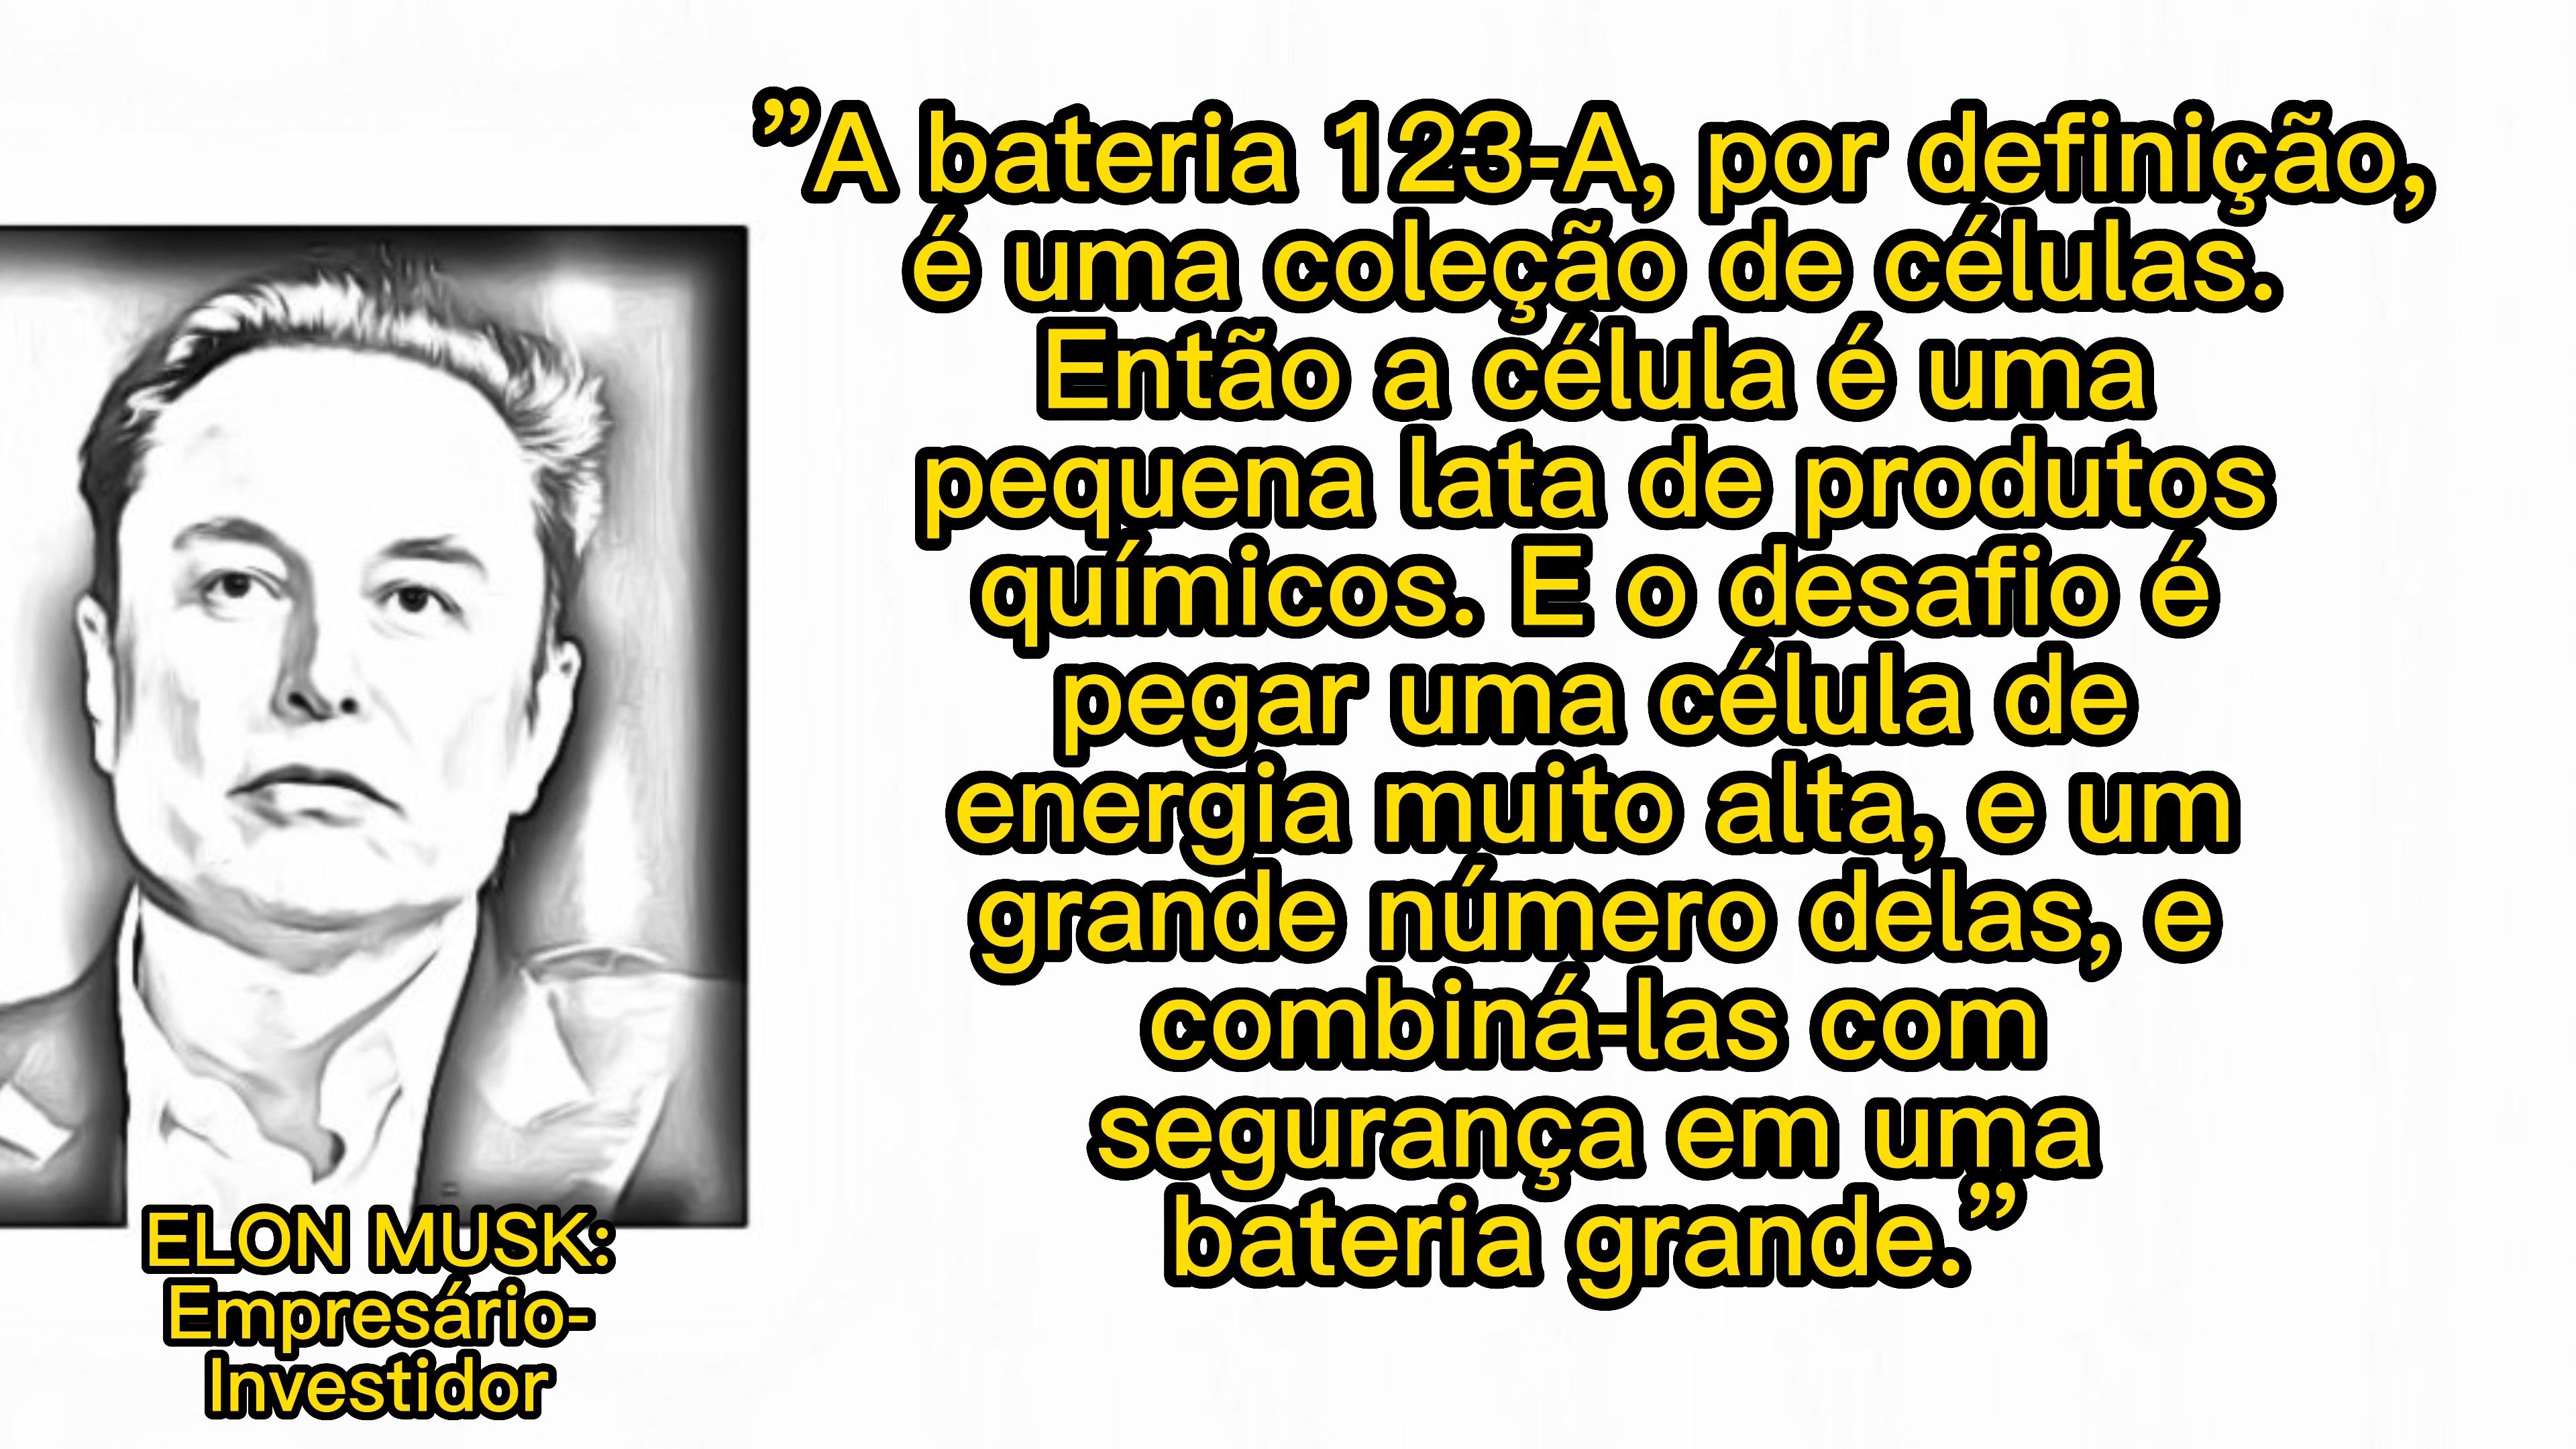 ”A bateria 123-A, por definição,
é uma coleção de células.
Então a célula é uma
pequena lata de produtos
químicos. E o desafio é
pegar uma célula de
energia muito alta, e um
grande número delas, e
combiná-las com
segurança em uma
bateria grande.”
ELON MUSK:
Empresário-
Investidor